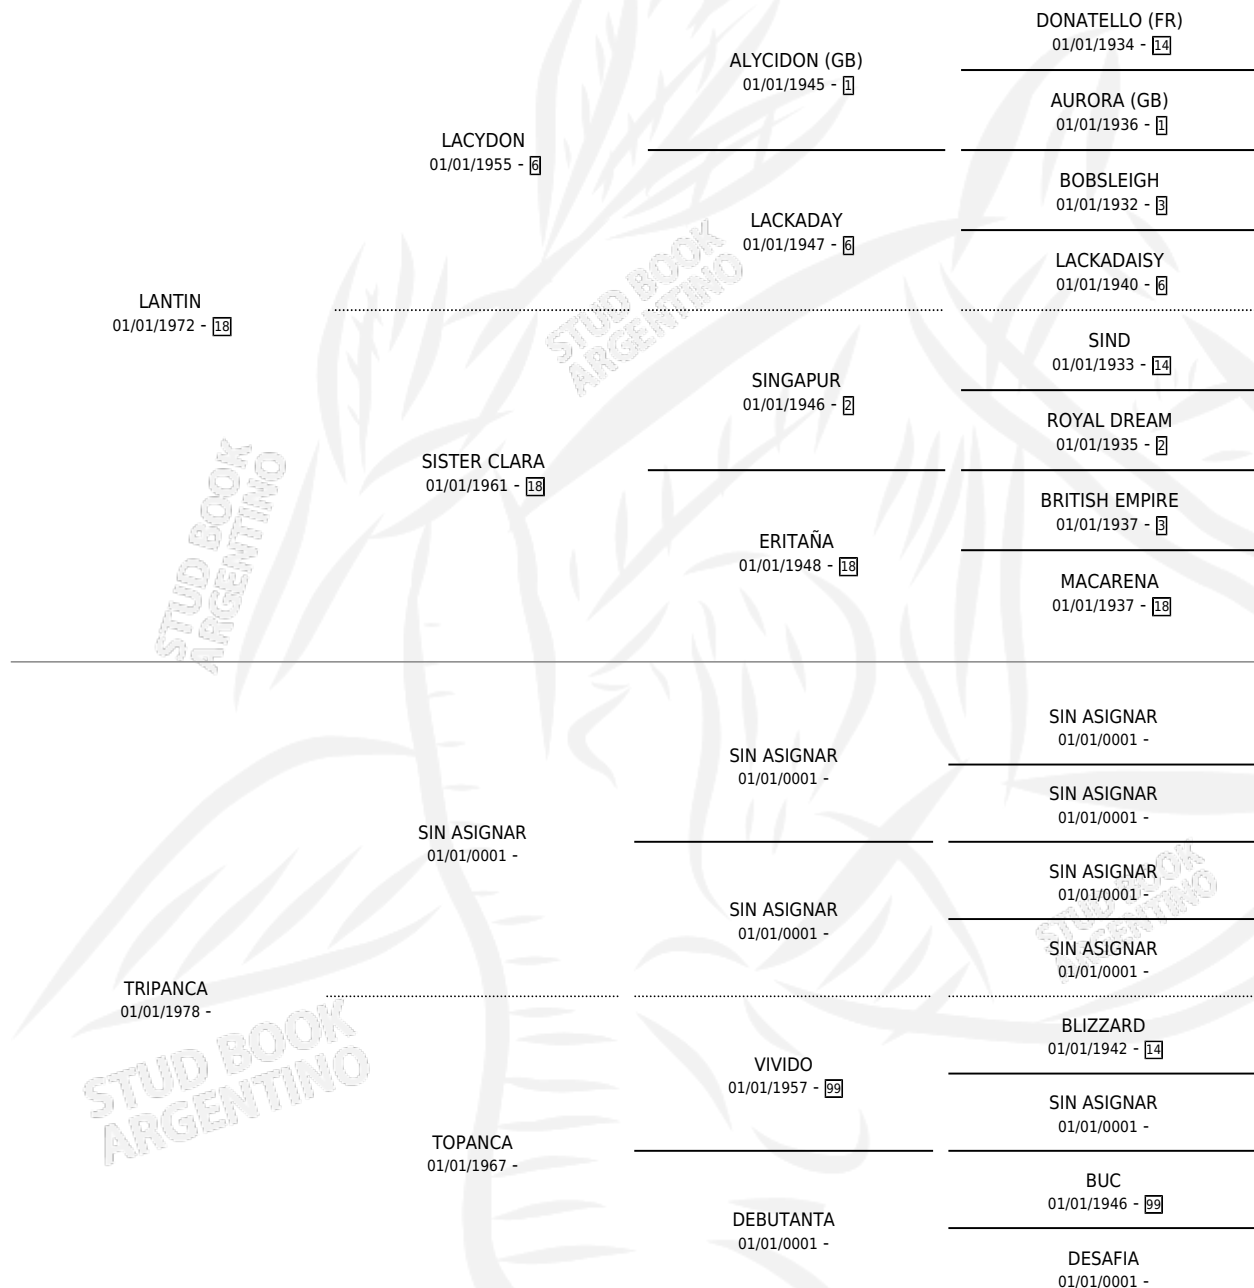 DONATELLO (FR)
01/01/1934 - 14
ALYCIDON (GB)
01/01/1945 - 1
AURORA (GB)
01/01/1936 - 1
LACYDON
01/01/1955 - 6
BOBSLEIGH
01/01/1932 - 3
LACKADAY
01/01/1947 - 6
LACKADAISY
01/01/1940 - 6
LANTIN
01/01/1972 - 18
SIND
01/01/1933 - 14
SINGAPUR
01/01/1946 - 2
ROYAL DREAM
01/01/1935 - 2
SISTER CLARA
01/01/1961 - 18
BRITISH EMPIRE
01/01/1937 - 3
ERITAÑA
01/01/1948 - 18
MACARENA
01/01/1937 - 18
SIN ASIGNAR
01/01/0001 -
SIN ASIGNAR
01/01/0001 -
SIN ASIGNAR
01/01/0001 -
SIN ASIGNAR
01/01/0001 -
SIN ASIGNAR
01/01/0001 -
SIN ASIGNAR
01/01/0001 -
SIN ASIGNAR
01/01/0001 -
TRIPANCA
01/01/1978 -
BLIZZARD
01/01/1942 - 14
VIVIDO
01/01/1957 - 99
SIN ASIGNAR
01/01/0001 -
TOPANCA
01/01/1967 -
BUC
01/01/1946 - 99
DEBUTANTA
01/01/0001 -
DESAFIA
01/01/0001 -
STUD BOOK
ARGENTINO
STUD BOOK
ARGENTINO
STUD BOOK
ARGENTINO
STUD BOOK
ARGENTINO